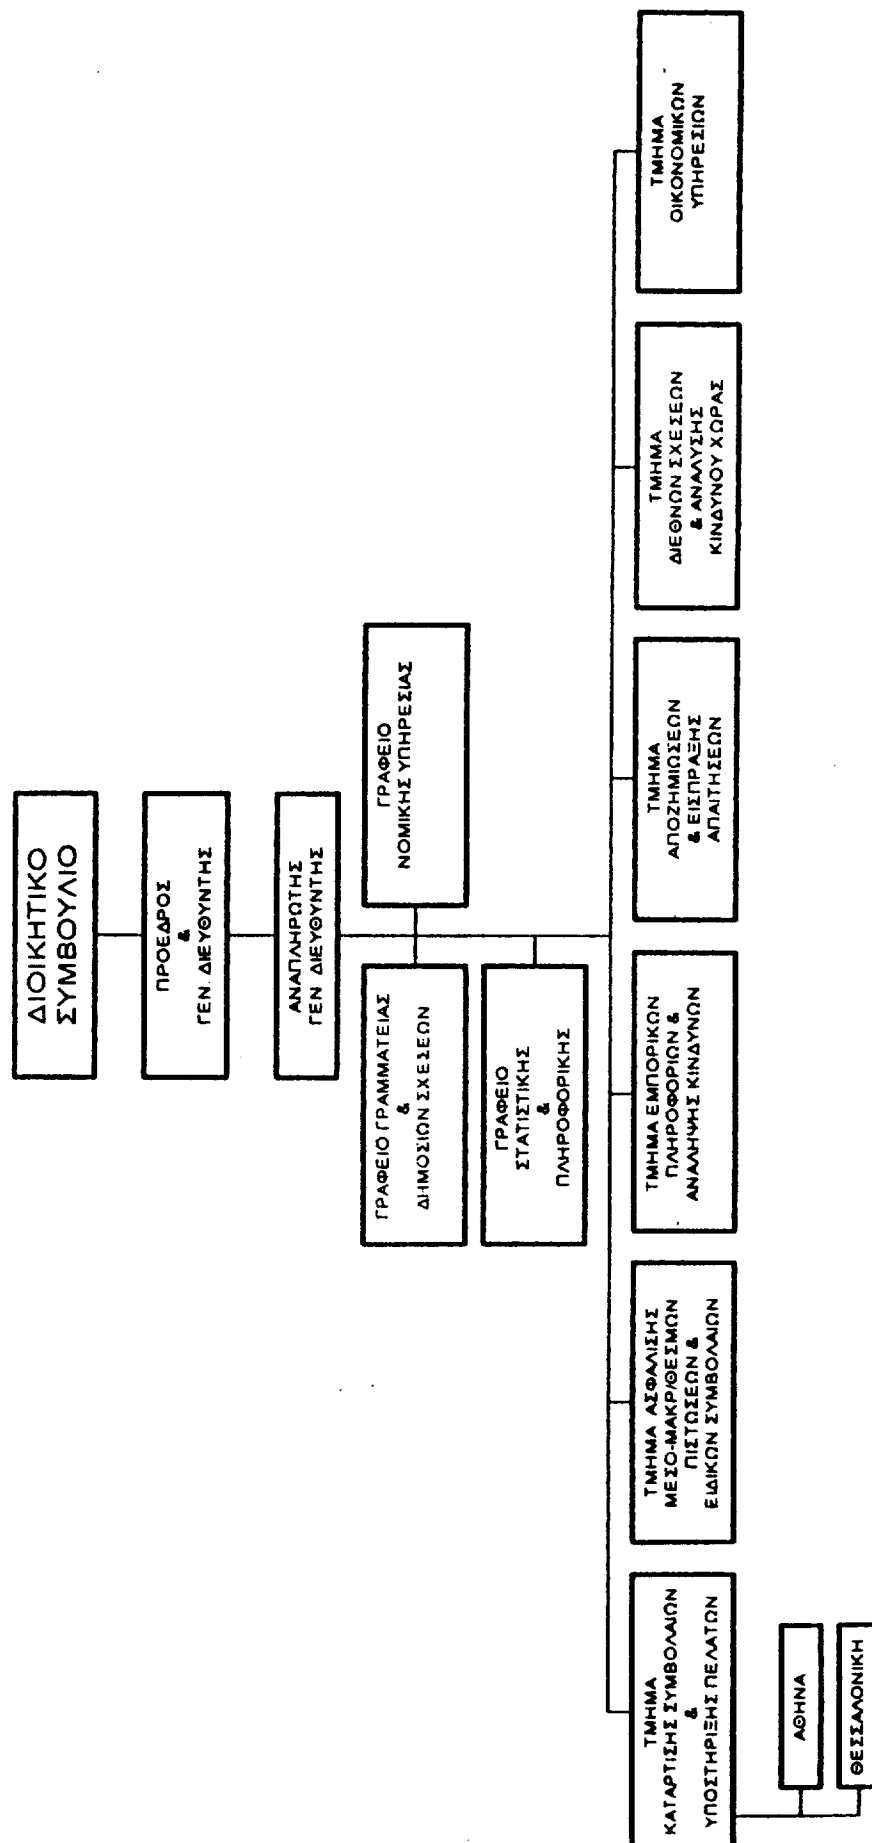 ΔΙΟΙΚΗΤΙΚΟ
ΣΥΜΒΟΥΛΙΟ
ΠΡΟΕΔΡΟΣ
&
ΓΕΝ. ΔΙΕΥΘΥΝΤΗΣ
ΑΝΑΠΛΗΡΩΤΗΣ
ΓΕΝ. ΔΙΕΥΘΥΝΤΗΣ
ΓΡΑΦΕΙΟ ΓΡΑΜΜΑΤΕΙΑΣ
&
ΔΗΜΟΣΙΩΝ ΣΧΕΣΕΩΝ
ΓΡΑΦΕΙΟ
ΝΟΜΙΚΗΣ ΥΠΗΡΕΣΙΑΣ
ΓΡΑΦΕΙΟ
ΣΤΑΤΙΣΤΙΚΗΣ
&
ΠΛΗΡΟΦΟΡΙΚΗΣ
ΤΜΗΜΑ
ΚΑΤΑΡΤΙΣΗΣ ΣΥΜΒΟΛΑΙΩΝ
&
ΥΠΟΣΤΗΡΙΞΗΣ ΠΕΛΑΤΩΝ
ΤΜΗΜΑ ΑΣΦΑΛΙΣΗΣ
ΜΕΣΟ-ΜΑΚΡ/ΘΕΣΜΩΝ
ΠΙΣΤΩΣΕΩΝ &
ΕΙΔΙΚΩΝ ΣΥΜΒΟΛΑΙΩΝ
ΤΜΗΜΑ ΕΜΠΟΡΙΚΩΝ
ΠΛΗΡΟΦΟΡΙΩΝ &
ΑΝΑΛΗΨΗΣ ΚΙΝΔΥΝΩΝ
ΤΜΗΜΑ
ΑΠΟΖΗΜΙΩΣΕΩΝ
& ΕΙΣΠΡΑΞΗΣ
ΑΠΑΙΤΗΣΕΩΝ
ΤΜΗΜΑ
ΔΙΕΘΝΩΝ ΣΧΕΣΕΩΝ
& ΑΝΑΛΥΣΗΣ
ΚΙΝΔΥΝΟΥ ΧΩΡΑΣ
ΤΜΗΜΑ
ΟΙΚΟΝΟΜΙΚΩΝ
ΥΠΗΡΕΣΙΩΝ
ΑΘΗΝΑ
ΘΕΣΣΑΛΟΝΙΚΗ